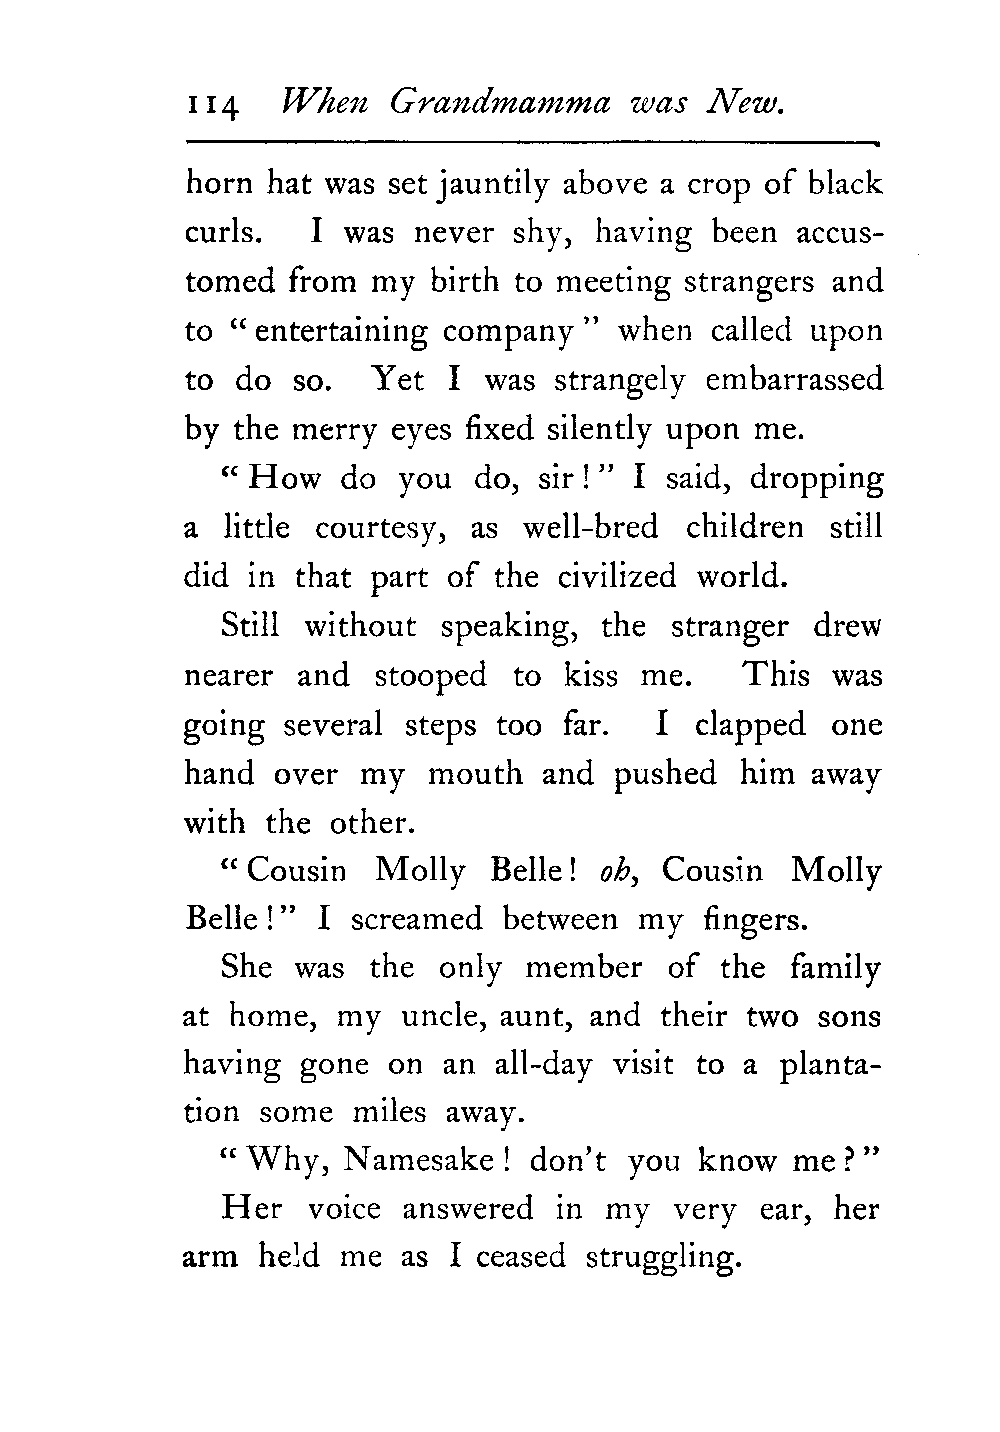 114 When Grandmamma was New.
horn hat was set jauntily above a crop of black
curls. I was never shy, having been accus-
tomed from my birth to meeting strangers and
to “ entertaining company ” when called upon
to do so. Yet I was strangely embarrassed
by the merry eyes fixed silently upon me.
“ How do you do, sir ! ” I said, dropping
a little courtesy, as well-bred children still
did in that part of the civilized world.
Still without speaking, the stranger drew
nearer and stooped to kiss me. This was
going several steps too far. I clapped one
hand over my mouth and pushed him away
with the other.
“ Cousin Molly Belle ! oh, Cousin Molly
Belle ! ” I screamed between my fingers.
She was the only member of the family
at home, my uncle, aunt, and their two sons
having gone on an all-day visit to a planta-
tion some miles away.
“ Why, Namesake ! don’t you know me ? ”
Her voice answered in my very ear, her
arm held me as I ceased struggling.